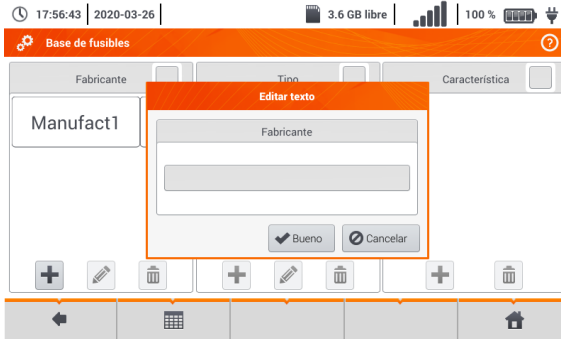 17:56:43 2020-03-26 3.6 GB libre 100 %
Base de fusibles
Fabricante Tipo Característica
Editar texto
Manufact1
Fabricante
Bueno Cancelar